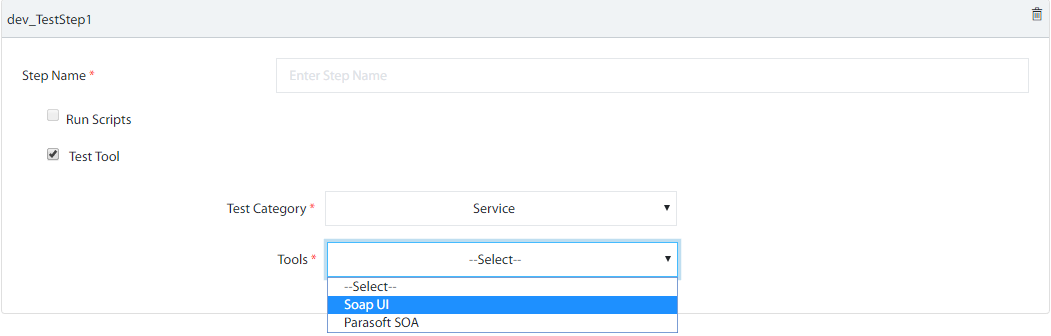 dev_TestStep1
Step Name *
Enter Step Name
Run Scripts
Test Tool
Test Category *
Service
Tools *
--Select--
--Select--
Soap UI
Parasoft SOA